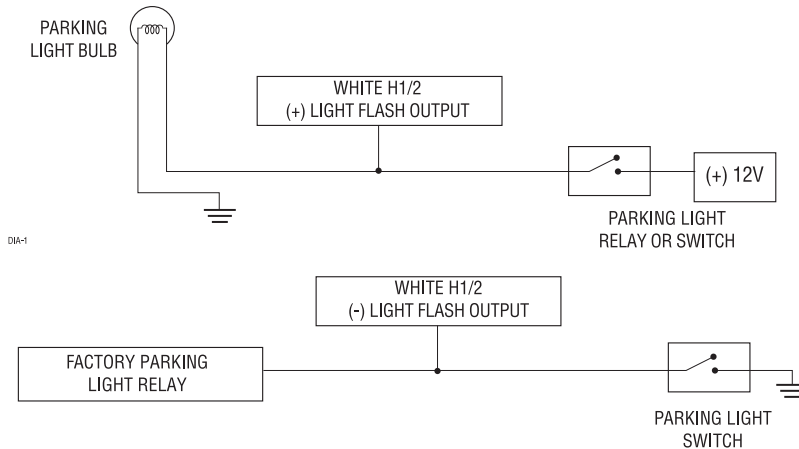 PARKING
LIGHT BULB
WHITE H1/2
(+) LIGHT FLASH OUTPUT
(+) 12V
PARKING LIGHT
RELAY OR SWITCH
DIA-1
WHITE H1/2
(-) LIGHT FLASH OUTPUT
FACTORY PARKING
LIGHT RELAY
PARKING LIGHT
SWITCH